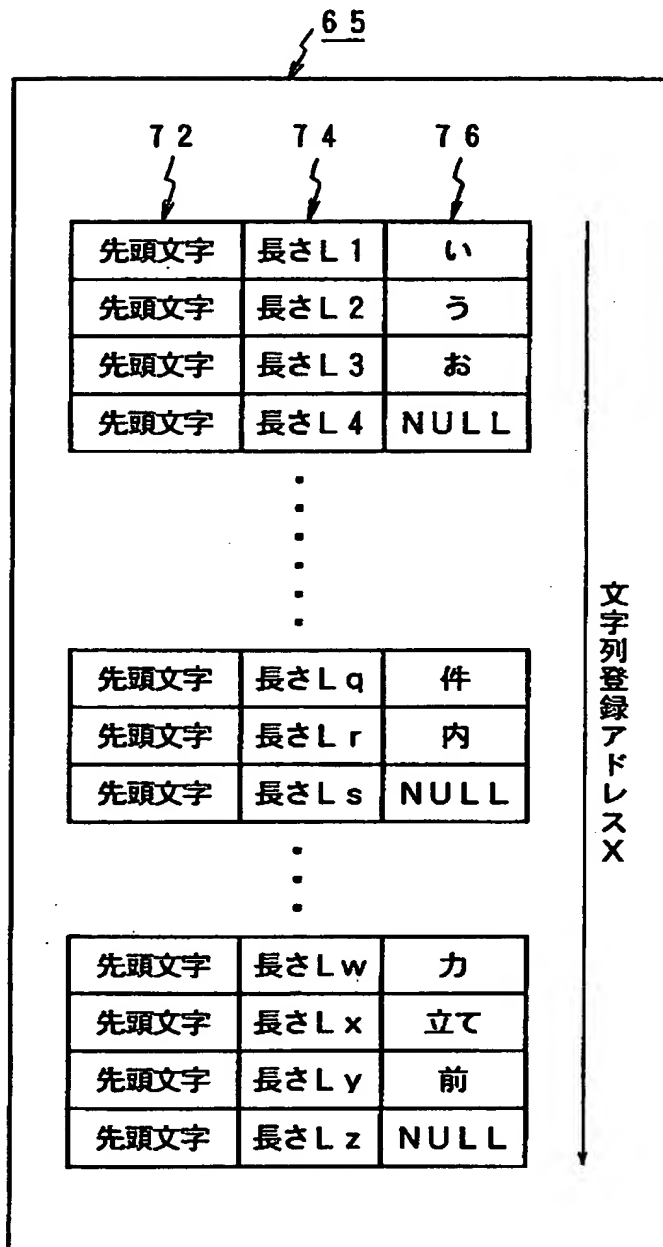 65
72 74 76
先頭文字 長さL1 い
先頭文字 長さL2 う
先頭文字 長さL3 お
先頭文字 長さL4 NULL
先頭文字 長さLq 件
先頭文字 長さLr 内
先頭文字 長さLs NULL
先頭文字 長さLw 力
先頭文字 長さLx 立て
先頭文字 長さLy 前
先頭文字 長さLz NULL
文字列登録アドレスX